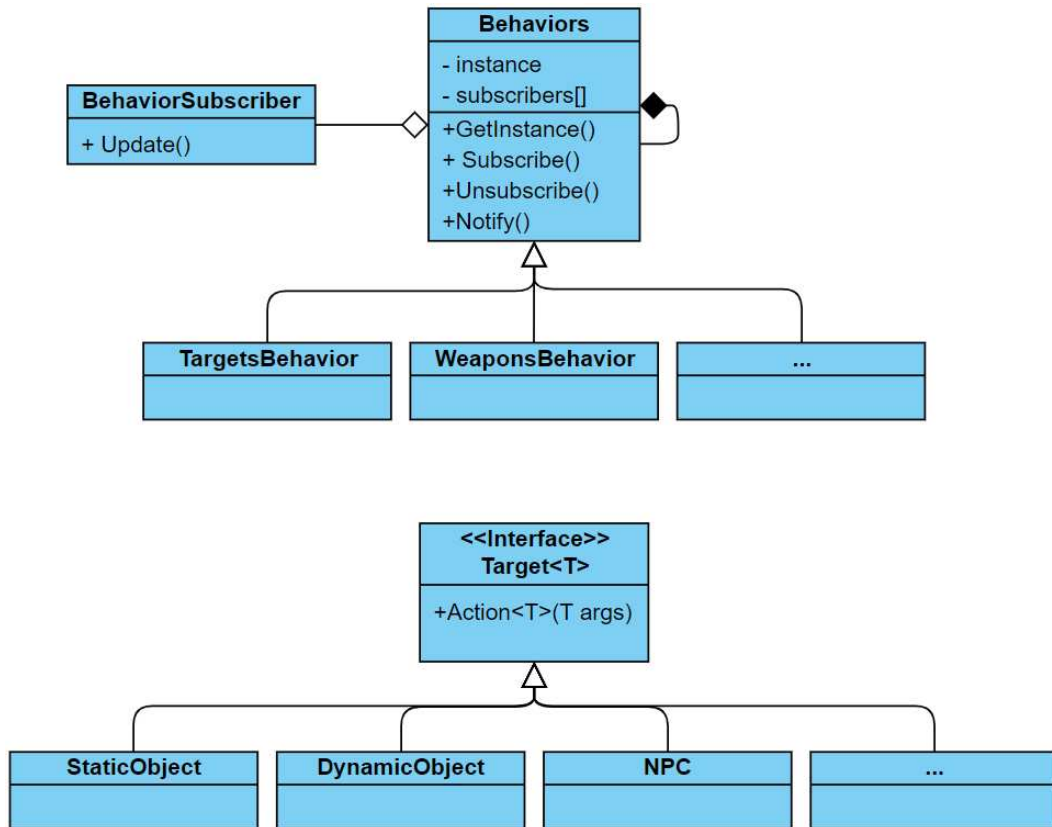 Behaviors
- instance
- subscribers[]
+GetInstance()
+ Subscribe()
+Unsubscribe()
+Notify()
BehaviorSubscriber
+ Update()
TargetsBehavior
WeaponsBehavior
...
<<Interface>>
Target<T>
+Action<T>(T args)
StaticObject
DynamicObject
NPC
...